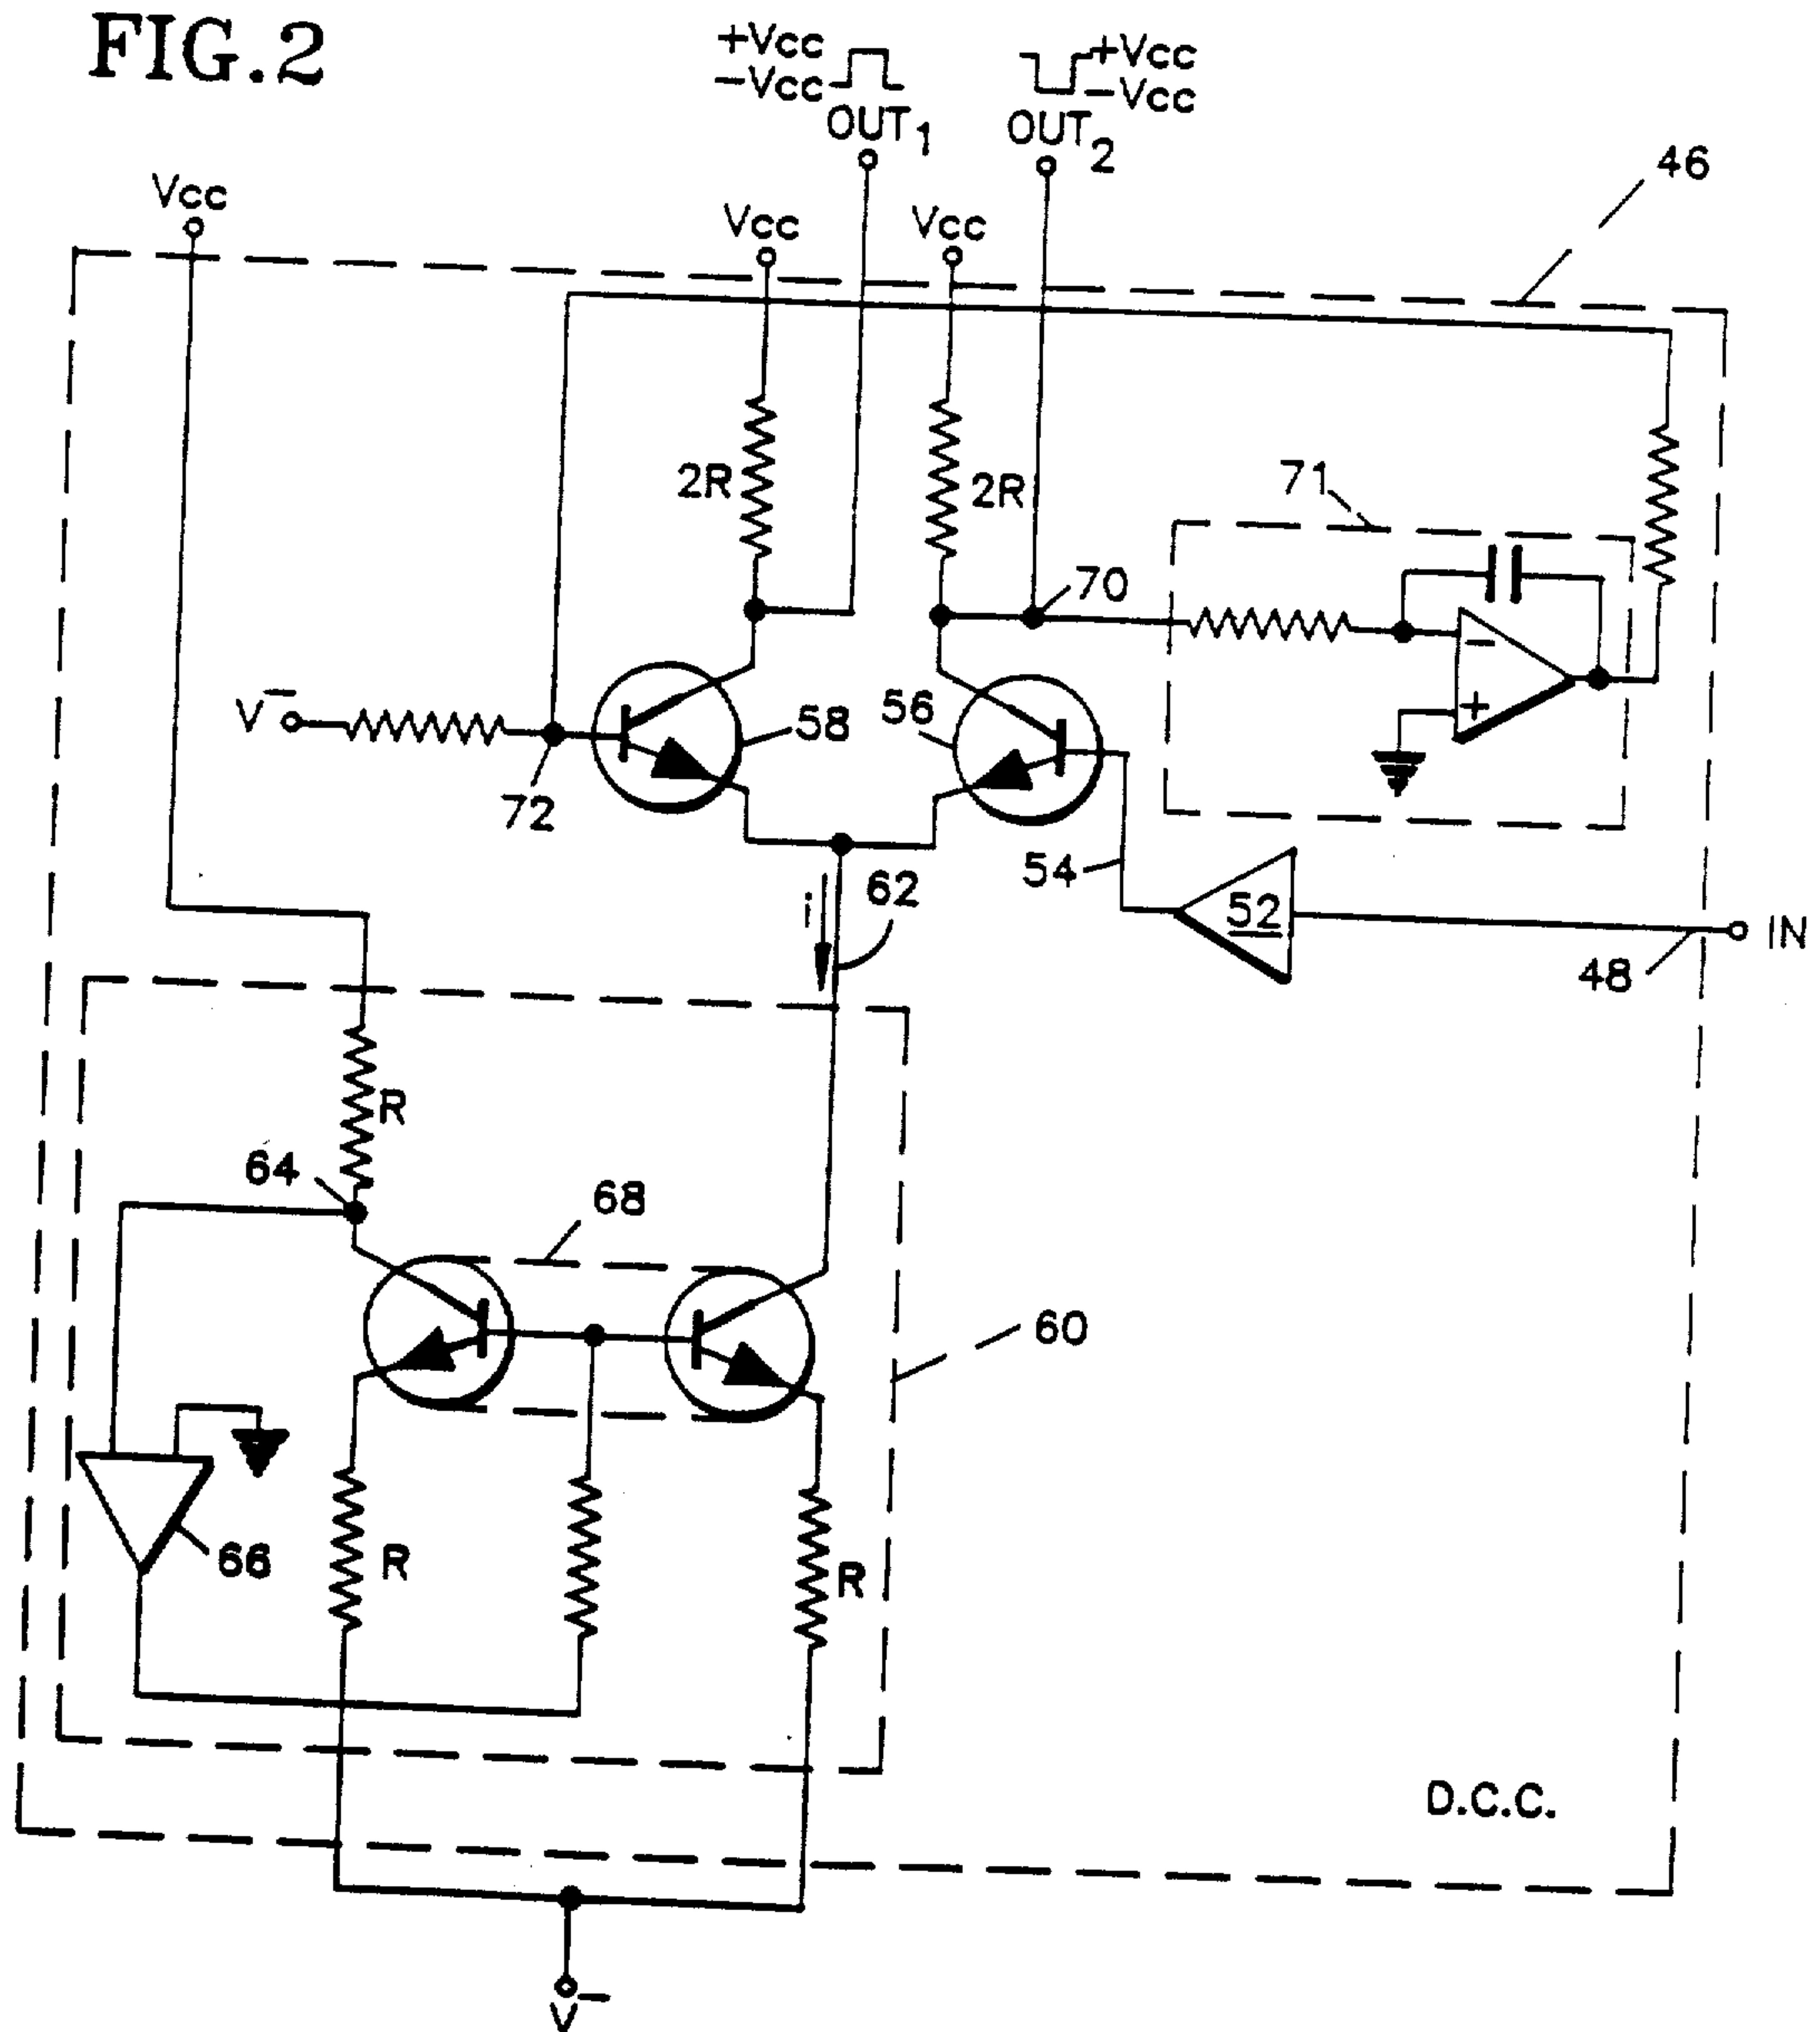 FIG.2
+Vcc
-Vcc
OUT1
+Vcc
-Vcc
OUT2
46
Vcc
Vcc
Vcc
2R
2R
71
70
-
+
V-
72
58
56
54
52
IN
48
i
62
R
64
68
60
66
R
R
D.C.C.
V-